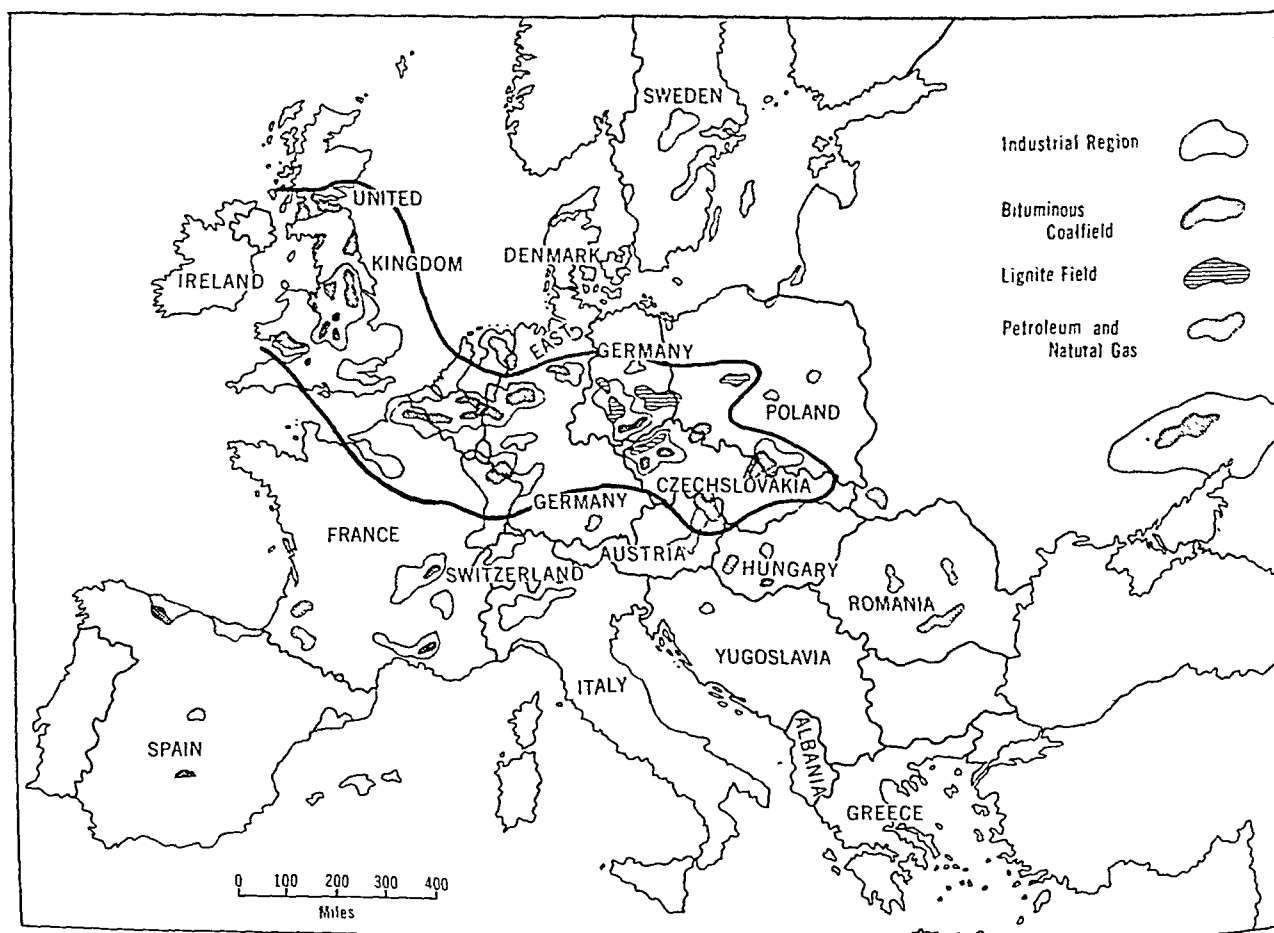 SWEDEN
Industrial Region
UNITED
Bituminous
Coalfield
KINGDOM
DENMARK
IRELAND
Lignite Field
Petroleum and
Natural Gas
EAST
GERMANY
POLAND
CZECHSLOVAKIA
GERMANY
FRANCE
AUSTRIA
SWITZERLAND
HUNGARY
ROMANIA
YUGOSLAVIA
ITALY
SPAIN
ALBANIA
GREECE
0 100 200 300 400
Miles